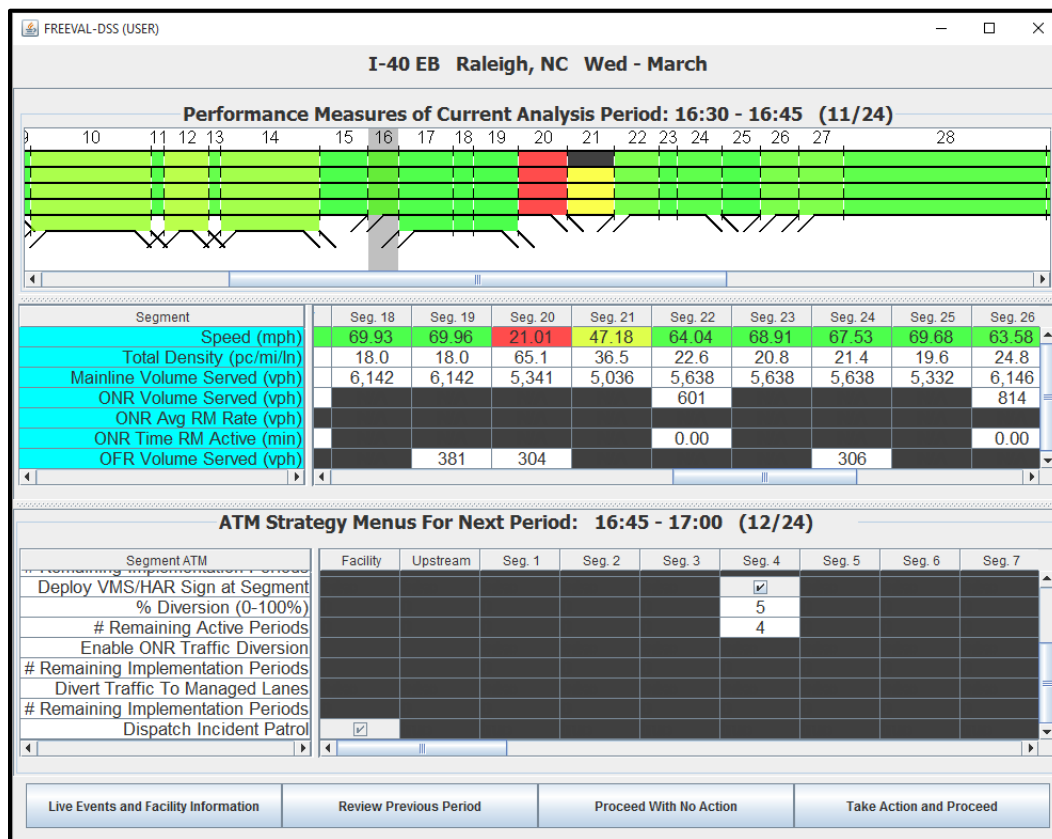 FREEVAL-DSS (USER)
I-40 EB Raleigh, NC Wed - March
Performance Measures of Current Analysis Period: 16:30 - 16:45 (11/24)
10 11 12 13 14 15 16 17 18 19 20 21 22 23 24 25 26 27 28
Segment Seg. 18 Seg. 19 Seg. 20 Seg. 21 Seg. 22 Seg. 23 Seg. 24 Seg. 25 Seg. 26
Speed (mph) 69.93 69.96 21.01 47.18 64.04 68.91 67.53 69.68 63.58
Total Density (pc/mi/ln) 18.0 18.0 65.1 36.5 22.6 20.8 21.4 19.6 24.8
Mainline Volume Served (vph) 6,142 6,142 5,341 5,036 5,638 5,638 5,638 5,332 6,146
ONR Volume Served (vph) 601 814
ONR Avg RM Rate (vph)
ONR Time RM Active (min) 0.00 0.00
OFR Volume Served (vph) 381 304 306
ATM Strategy Menus For Next Period: 16:45 - 17:00 (12/24)
Segment ATM Facility Upstream Seg. 1 Seg. 2 Seg. 3 Seg. 4 Seg. 5 Seg. 6 Seg. 7
# Remaining Implementation Periods
Deploy VMS/HAR Sign at Segment
% Diversion (0-100%) 5
# Remaining Active Periods 4
Enable ONR Traffic Diversion
# Remaining Implementation Periods
Divert Traffic To Managed Lanes
# Remaining Implementation Periods
Dispatch Incident Patrol
Live Events and Facility Information Review Previous Period Proceed With No Action Take Action and Proceed